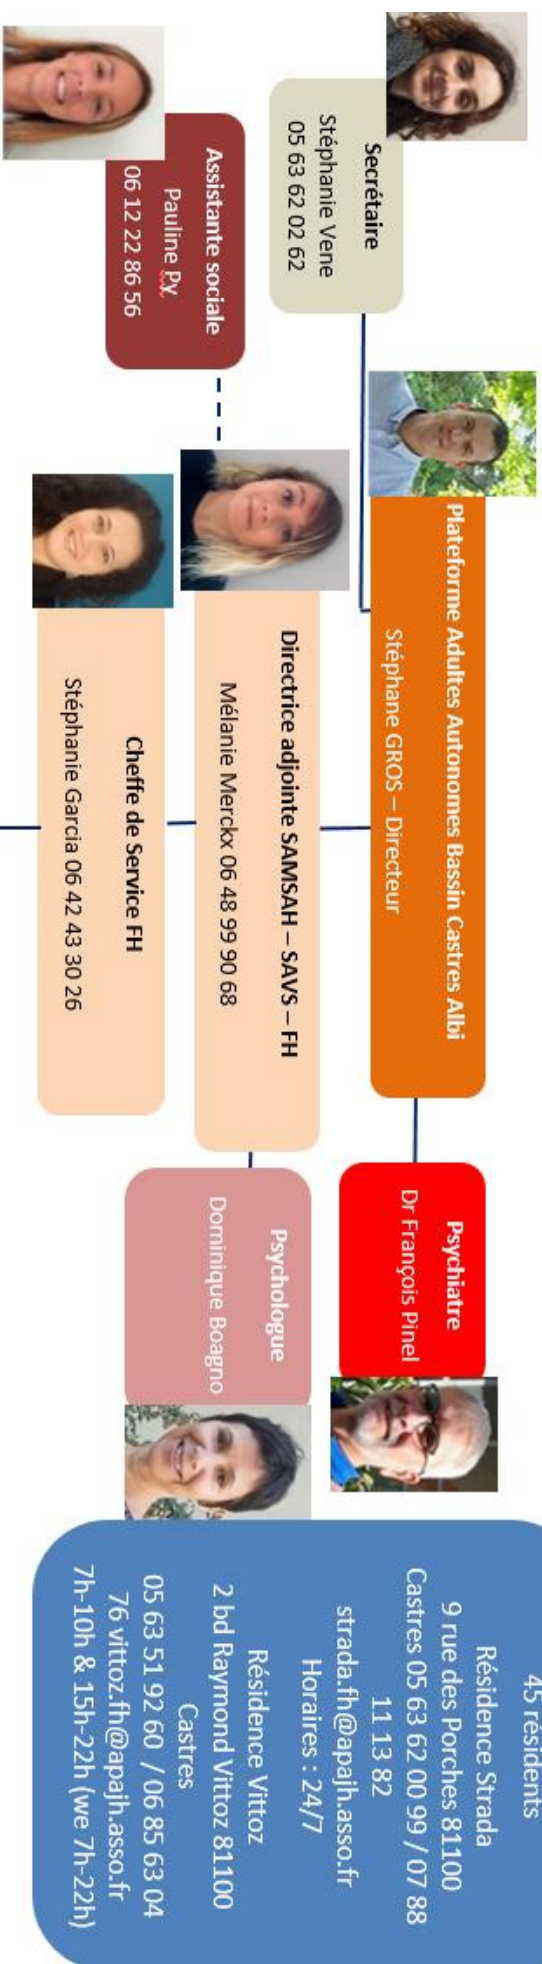 45 résidents
Résidence Strada
9 rue des Porches 81100
Castres 05 63 62 00 99 / 07 88
11 13 82
strada.fh@apajh.asso.fr
Horaires : 24/7
Résidence Vittoz
2 bd Raymond Vittoz 81100
Castres
05 63 51 92 60 / 06 85 63 04
76 vittoz.fh@apajh.asso.fr
7h-10h & 15h-22h (we 7h-22h)
Plateforme Adultes Autonomes Bassin Castres Albi
Stéphane GROS – Directeur
Psychiatre
Dr François Pinel
Secrétaire
Stéphanie Vene
05 63 62 02 62
Directrice adjointe SAMSAH – SAVS – FH
Mélanie Merckx 06 48 99 90 68
Psychologue
Dominique Boagno
Assistante sociale
Pauline Py
06 12 22 86 56
Cheffe de Service FH
Stéphanie Garcia 06 42 43 30 26